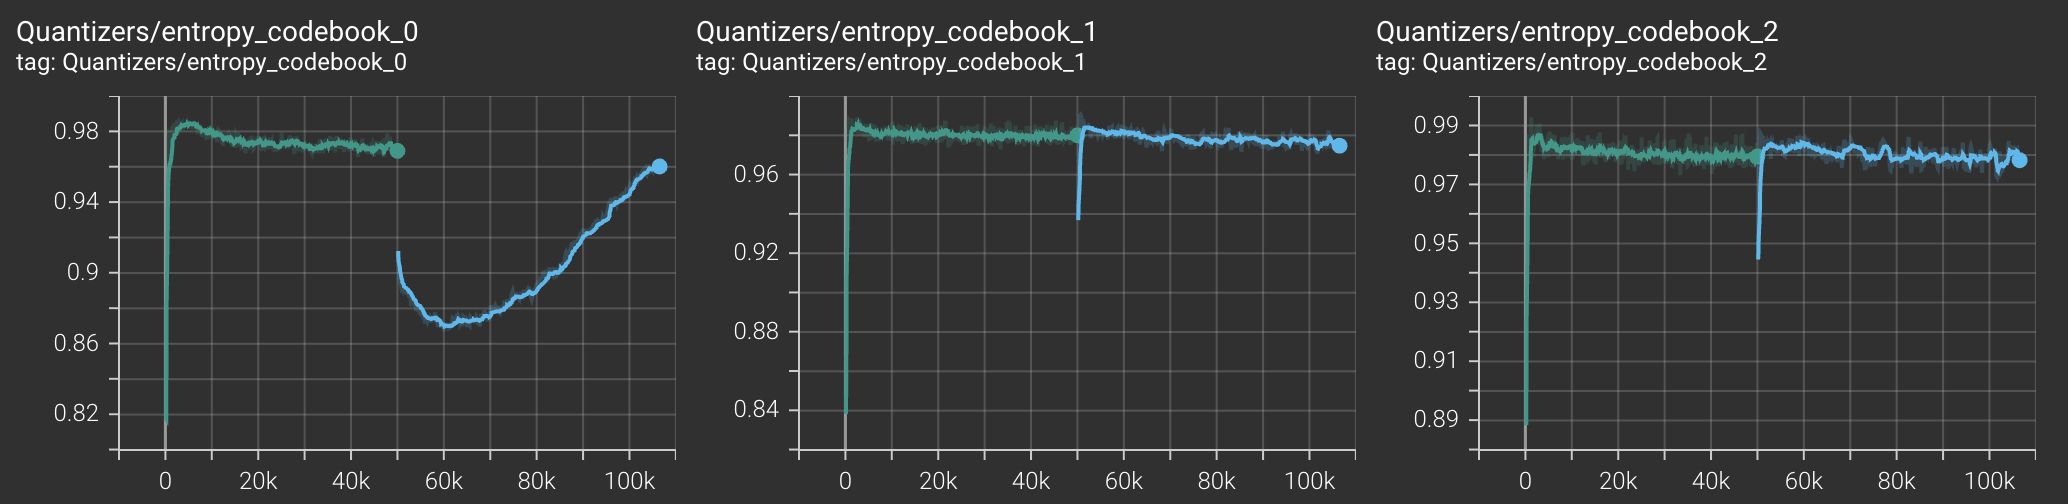 Quantizers/entropy_codebook_0
tag: Quantizers/entropy_codebook_0
0.98
0.94
0.9
0.86
0.82
0 20k 40k 60k 80k 100k
Quantizers/entropy_codebook_1
tag: Quantizers/entropy_codebook_1
0.96
0.92
0.88
0.84
0 20k 40k 60k 80k 100k
Quantizers/entropy_codebook_2
tag: Quantizers/entropy_codebook_2
0.99
0.97
0.95
0.93
0.91
0.89
0 20k 40k 60k 80k 100k